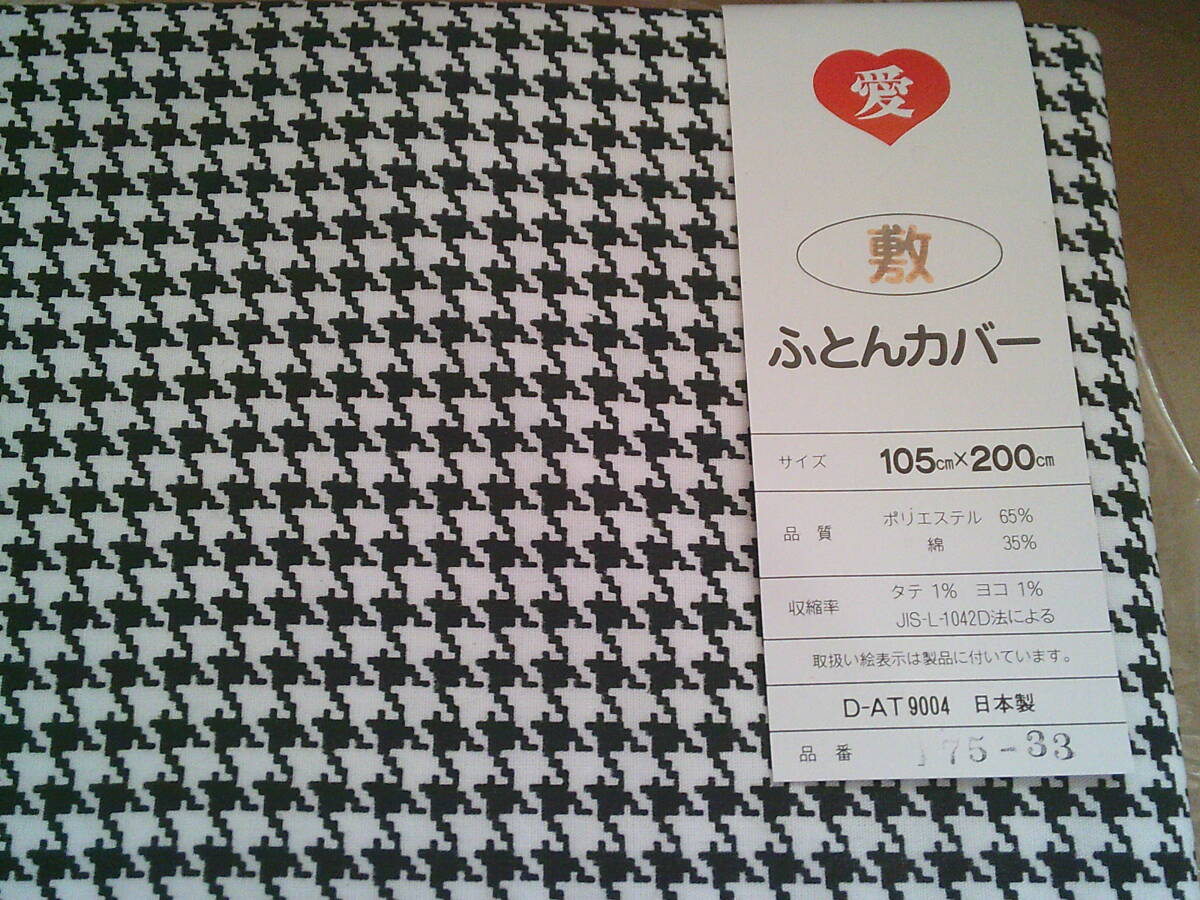 愛
敷
ふとんカバー
サイズ 105cm×200cm
品質 ポリエステル 65%
綿 35%
収縮率 タテ 1% ヨコ 1%
JIS-L-1042D法による
取扱い絵表示は製品に付いています。
D-AT9004 日本製
品番 175-33